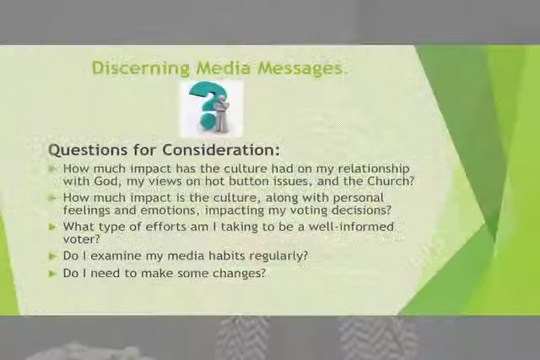 Discerning Media Messages
Questions for Consideration:
How much impact has the culture had on my relationship
with God, my views on hot button issues, and the Church?
How much impact is the culture, along with personal
feelings and emotions, impacting my voting decisions?
What type of efforts am I taking to be a well-informed
voter?
Do I examine my media habits regularly?
Do I need to make some changes?